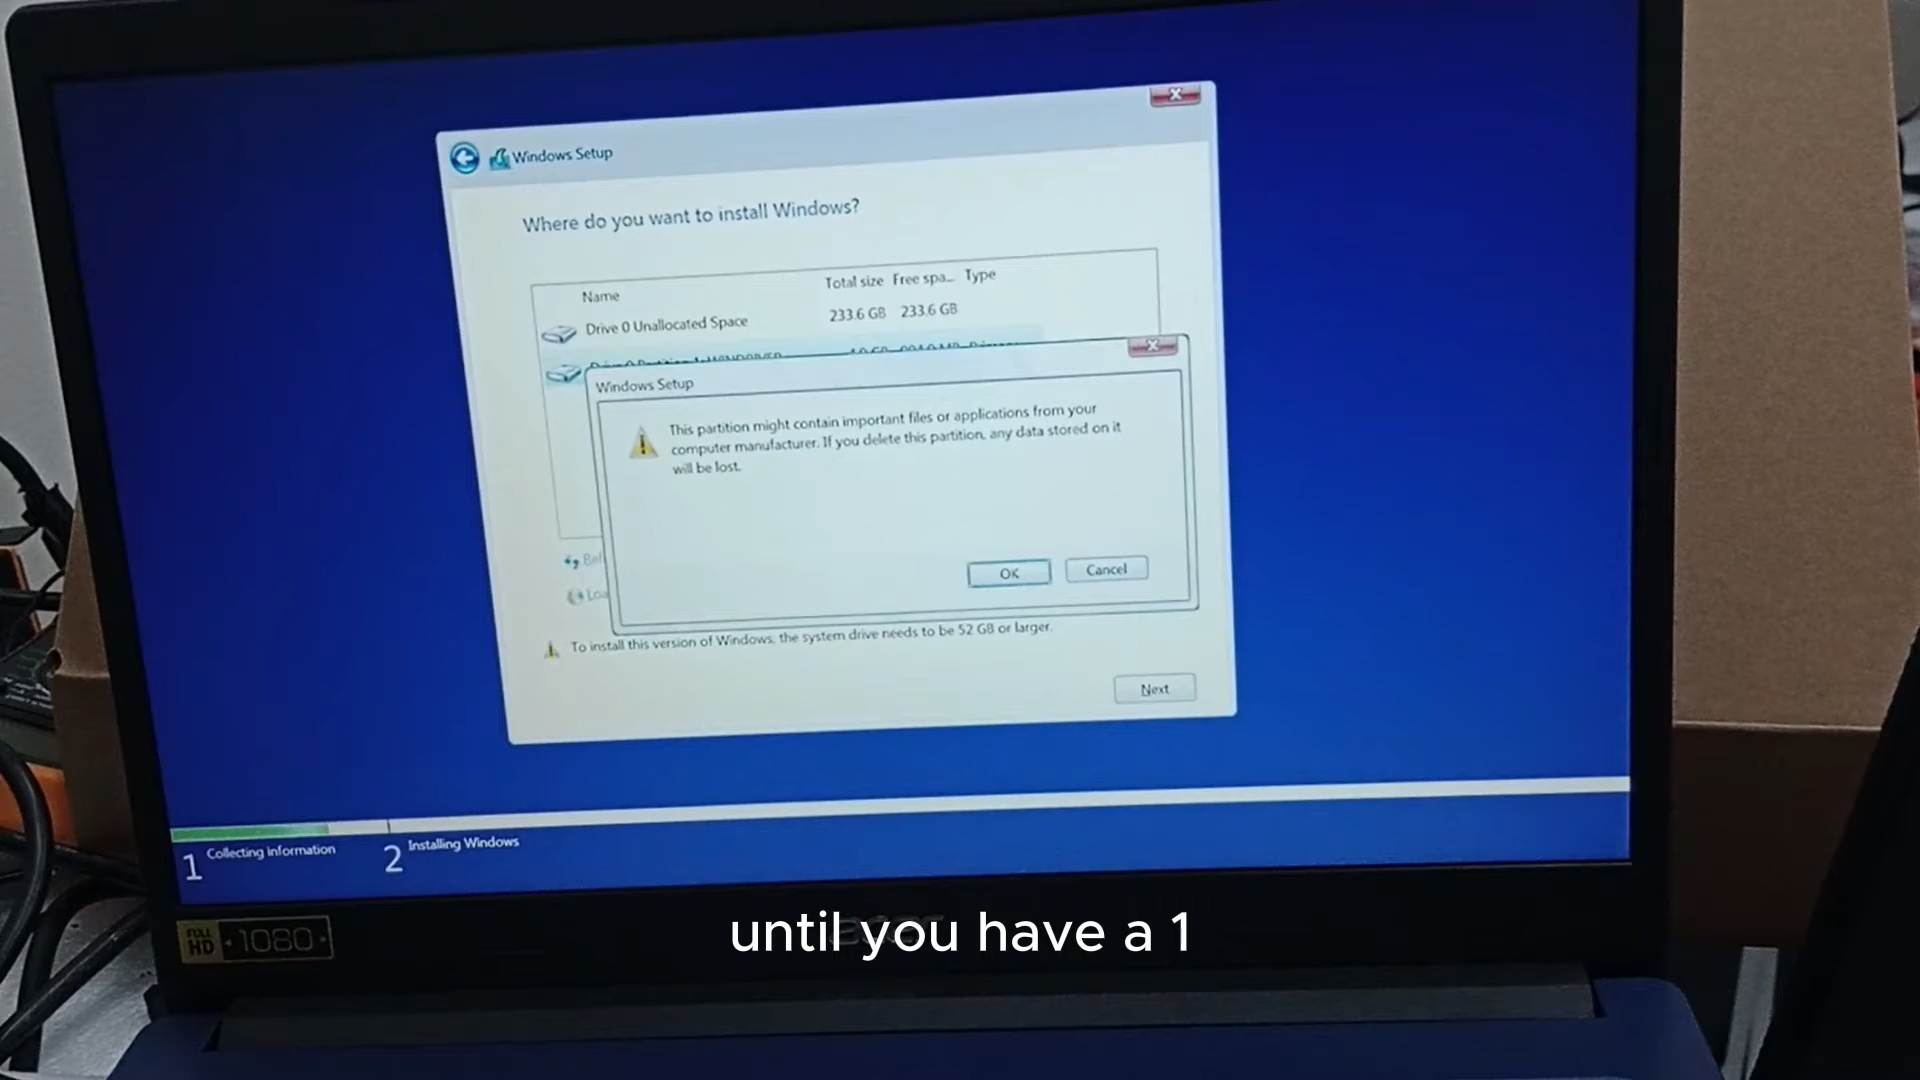 Windows Setup
Where do you want to install Windows?
Name Total size Free spa... Type
Drive 0 Unallocated Space 233.6 GB 233.6 GB
Windows Setup
This partition might contain important files or applications from your
computer manufacturer. If you delete this partition, any data stored on it
will be lost.
OK Cancel
To install this version of Windows, the system drive needs to be 52 GB or larger.
Next
1 Collecting information 2 Installing Windows
FULL HD 1080
until you have a 1